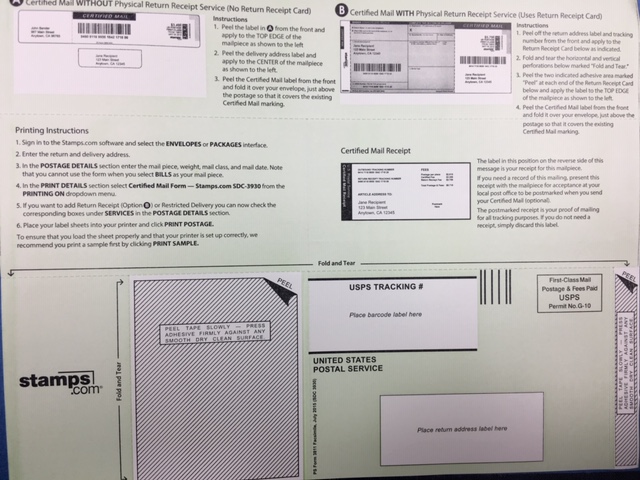 A Certified Mail WITHOUT Physical Return Receipt Service (No Return Receipt Card)
CERTIFIED MAIL
Jane Recipient
123 Main Street
Anytown, CA 12345
Instructions
1. Peel the label in A from the front and
apply to the TOP EDGE of the
mailpiece as shown to the left.
2. Peel the delivery address label and
apply to the CENTER of the mailpiece
as shown to the left.
3. Peel the Certified Mail label from the front
and fold it over your envelope, just above
the postage so that it covers the existing
Certified Mail marking.
B Certified Mail WITH Physical Return Receipt Service (Uses Return Receipt Card)
Instructions
1. Peel off the return address label and tracking
number from the front and apply to the
Return Receipt Card below as indicated.
2. Fold and tear the horizontal and vertical
perforations below marked "Fold and Tear."
3. Peel the two indicated adhesive area marked
"Peel" at each end of the Return Receipt Card
below and apply the label to the TOP EDGE
of the mailpiece as shown to the left.
4. Peel the Certified Mail label from the front
and fold it over your envelope, just above the
postage so that it covers the existing
Certified Mail marking.
Printing Instructions
1. Sign in to the Stamps.com software and select the ENVELOPES or PACKAGES interface.
2. Enter the return and delivery address.
3. In the POSTAGE DETAILS section enter the mail piece, weight, mail class, and mail date. Note
that you cannot use the form when you select BILLS as your mail piece.
4. In the PRINT DETAILS section select Certified Mail Form — Stamps.com SDC-3930 from the
PRINTING ON dropdown menu.
5. If you want to add Return Receipt (Option B) or Restricted Delivery you can now check the
corresponding boxes under SERVICES in the POSTAGE DETAILS section.
6. Place your label sheets into your printer and click PRINT POSTAGE.
To ensure that you load the sheet properly and that your printer is set up correctly, we
recommend you print a sample first by clicking PRINT SAMPLE.
Certified Mail Receipt
Jane Recipient
123 Main Street
Anytown, CA 12345
The label in this position on the reverse side of this
message is your receipt for this mailpiece.
If you need a record of this mailing, present this
receipt with the mailpiece for acceptance at your
local post office to be postmarked when you send
your Certified Mail (optional).
The postmarked receipt is your proof of mailing
for all tracking purposes. If you do not need a
receipt, simply discard this label.
Fold and Tear
stamps.com®
Fold and Tear
PEEL
PEEL TAPE SLOWLY — PRESS
ADHESIVE FIRMLY AGAINST ANY
SMOOTH DRY CLEAN SURFACE
USPS TRACKING #
Place barcode label here
First-Class Mail
Postage & Fees Paid
USPS
Permit No.G-10
UNITED STATES
POSTAL SERVICE
PS Form 3811 Facsimile, July 2015 (SDC 3930)
Place return address label here
PEEL
PEEL TAPE SLOWLY — PRESS
ADHESIVE FIRMLY AGAINST ANY
SMOOTH DRY CLEAN SURFACE